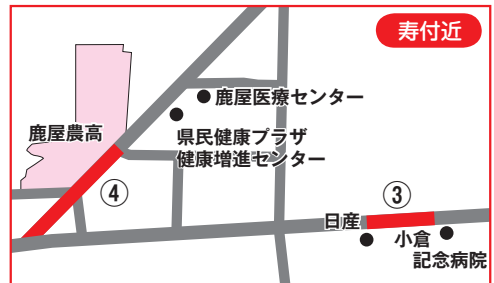 寿付近
鹿屋医療センター
鹿屋農高
県民健康プラザ
健康増進センター
④
③
日産
小倉
記念病院